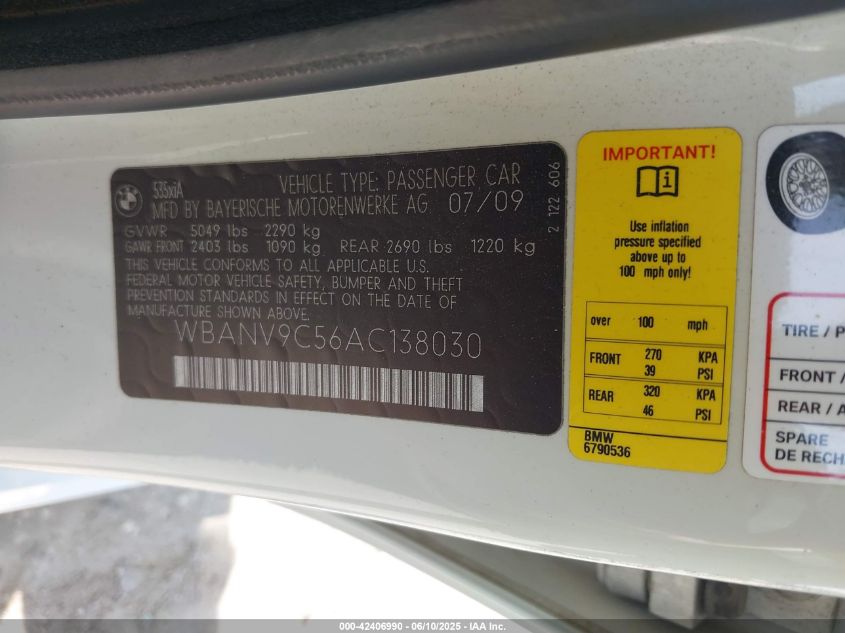 BMW
535xiA
VEHICLE TYPE: PASSENGER CAR
MFD BY BAYERISCHE MOTORENWERKE AG 07/09
GVWR 5049 lbs 2290 kg
GAWR FRONT 2403 lbs 1090 kg REAR 2690 lbs 1220 kg
THIS VEHICLE CONFORMS TO ALL APPLICABLE U.S.
FEDERAL MOTOR VEHICLE SAFETY, BUMPER AND THEFT
PREVENTION STANDARDS IN EFFECT ON THE DATE OF
MANUFACTURE SHOWN ABOVE.
WBANV9C56AC138030
2 122 606
IMPORTANT!
Use inflation
pressure specified
above up to
100 mph only!
over 100 mph
FRONT 270 KPA
39 PSI
REAR 320 KPA
46 PSI
BMW
6790536
TIRE / P
FRONT /
REAR / A
SPARE
DE RECH
000-42406990 - 06/10/2025 - IAA Inc.